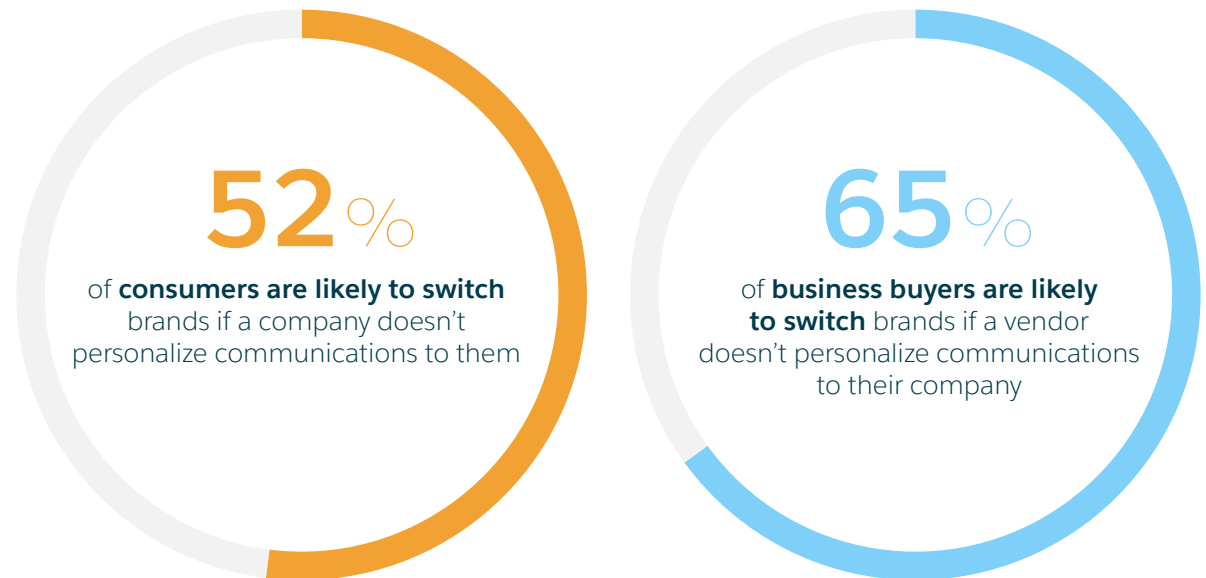 52%
of consumers are likely to switch
brands if a company doesn't
personalize communications to them
65%
of business buyers are likely
to switch brands if a vendor
doesn't personalize communications
to their company